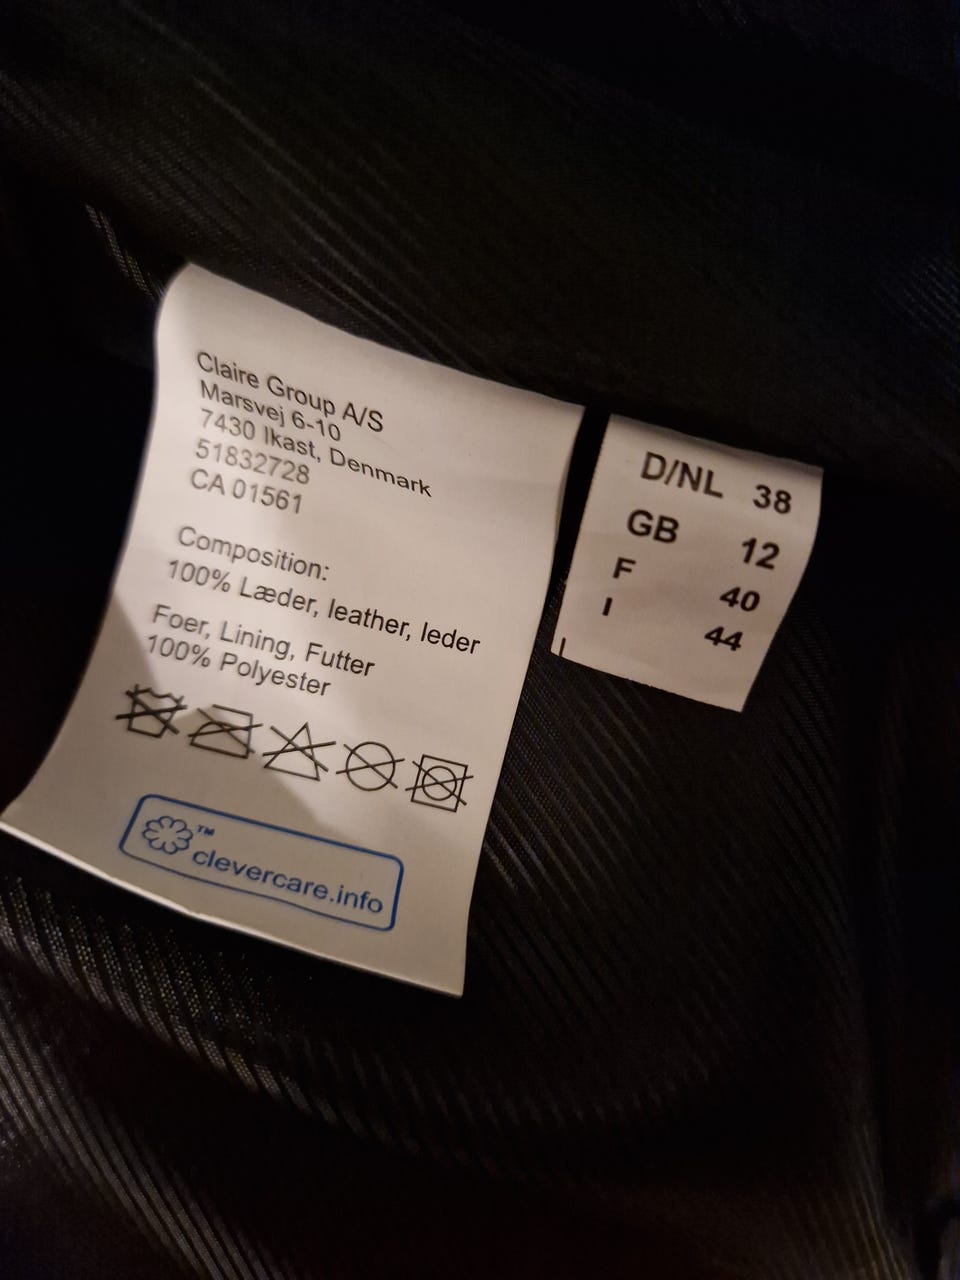 Claire Group A/S
Marsvej 6-10
7430 Ikast, Denmark
51832728
CA 01561
Composition:
100% Læder, leather, leder
Foer, Lining, Futter
100% Polyester
™
clevercare.info
D/NL 38
GB 12
F 40
I 44